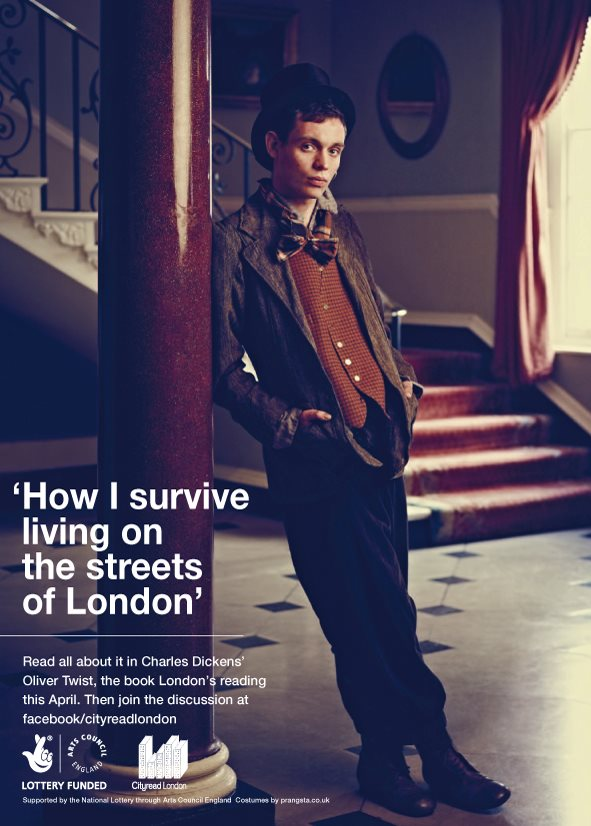 ‘How I survive
living on
the streets
of London’
Read all about it in Charles Dickens’
Oliver Twist, the book London’s reading
this April. Then join the discussion at
facebook/cityreadlondon
ARTS COUNCIL
ENGLAND
LOTTERY FUNDED
Cityread London
Supported by the National Lottery through Arts Council England Costumes by prangsta.co.uk